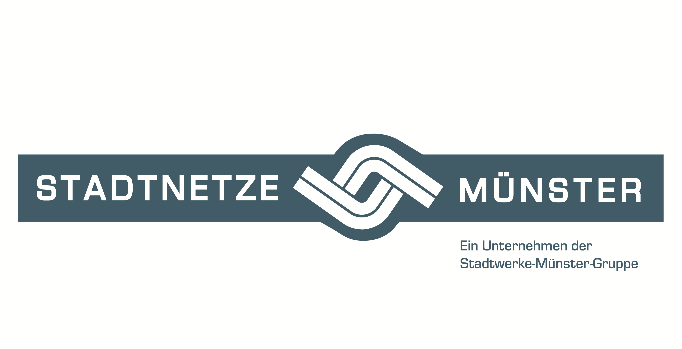 STADTNETZE MÜNSTER
Ein Unternehmen der
Stadtwerke-Münster-Gruppe